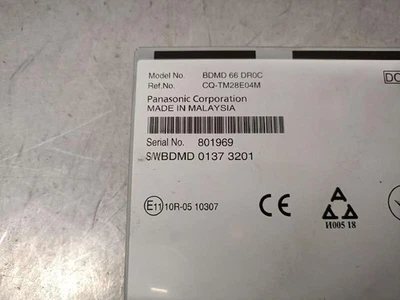 Model No. BDMD 66 DR0C
Ref.No. CQ-TM28E04M
Panasonic Corporation
MADE IN MALAYSIA
Serial No. 801969
S/WBDMD 0137 3201
E11 10R-05 10307
CE
И005 18
DC